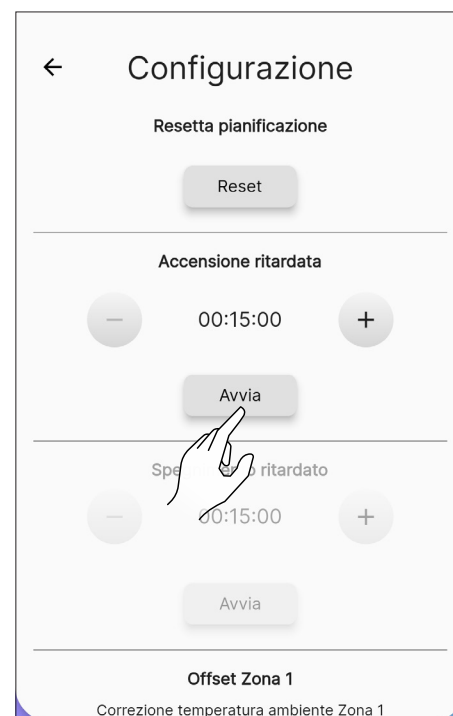 Configurazione
Resetta pianificazione
Reset
Accensione ritardata
00:15:00
Avvia
ritardato
00:15:00
Avvia
Offset Zona 1
Correzione temperatura ambiente Zona 1